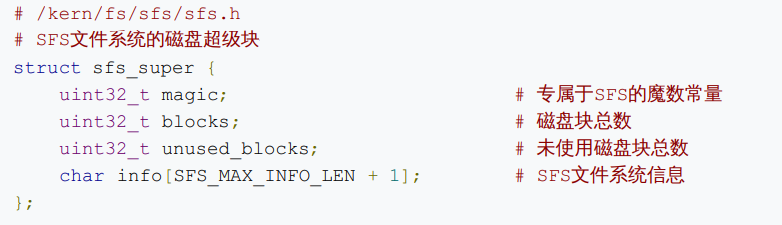 # /kern/fs/sfs/sfs.h
# SFS文件系统的磁盘超级块
struct sfs_super {
    uint32_t magic;                         # 专属于SFS的魔数常量
    uint32_t blocks;                        # 磁盘块总数
    uint32_t unused_blocks;                 # 未使用磁盘块总数
    char info[SFS_MAX_INFO_LEN + 1];        # SFS文件系统信息
};